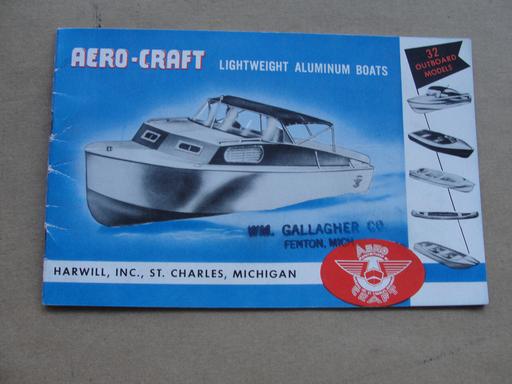 AERO-CRAFT
LIGHTWEIGHT ALUMINUM BOATS
32
OUTBOARD
MODELS
WM. GALLAGHER CO
FENTON, MICH
HARWILL, INC., ST. CHARLES, MICHIGAN
AERO
CRAFT